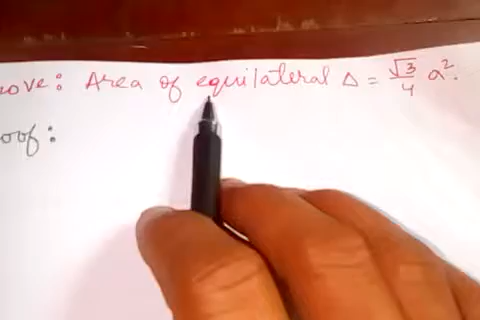 ove: Area of equilateral Δ = √3/4 a².
oof: